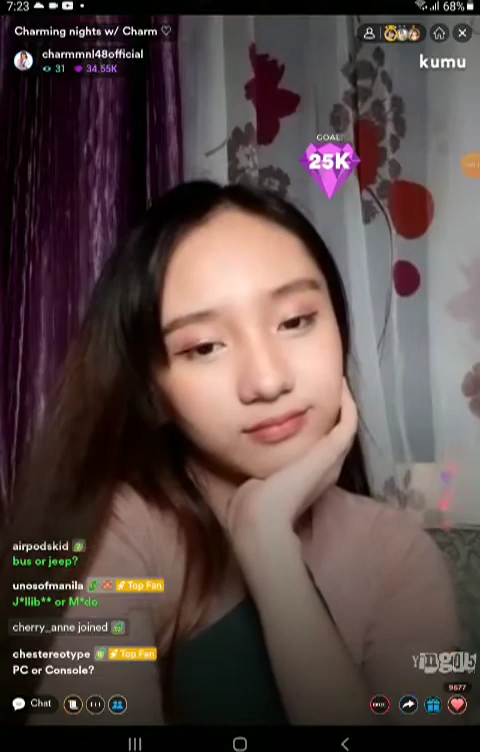 7:23
68%
Charming nights w/ Charm ♡
charmmnl48official
31 34.55K
kumu
GOAL
25K
airpodskid
bus or jeep?
unosofmanila Top Fan
J*llib** or M*do
cherry_anne joined
chestereotype Top Fan
PC or Console?
9677
Chat